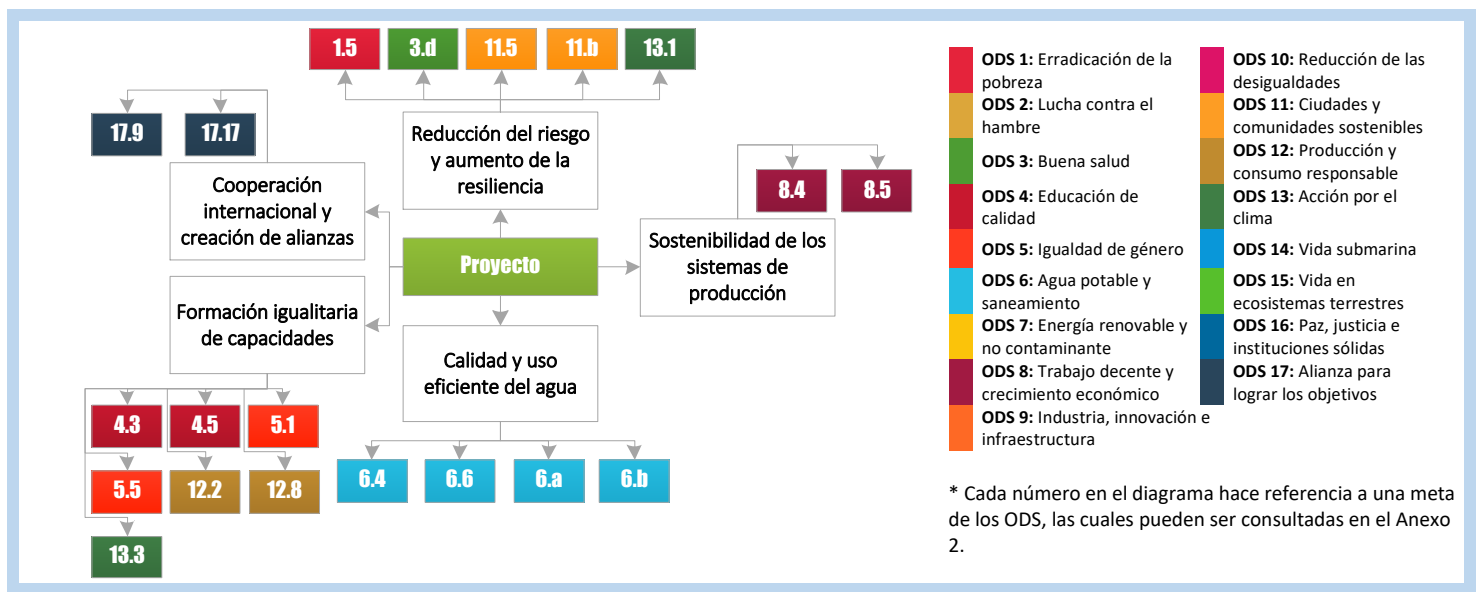 1.5
3.d
11.5
11.b
13.1
17.9
17.17
Reducción del riesgo
y aumento de la
resiliencia
Cooperación
internacional y
creación de alianzas
8.4
8.5
Proyecto
Sostenibilidad de los
sistemas de
producción
Formación igualitaria
de capacidades
Calidad y uso
eficiente del agua
4.3
4.5
5.1
5.5
12.2
12.8
13.3
6.4
6.6
6.a
6.b
ODS 1: Erradicación de la
pobreza
ODS 2: Lucha contra el
hambre
ODS 3: Buena salud
ODS 4: Educación de
calidad
ODS 5: Igualdad de género
ODS 6: Agua potable y
saneamiento
ODS 7: Energía renovable y
no contaminante
ODS 8: Trabajo decente y
crecimiento económico
ODS 9: Industria, innovación e
infraestructura
ODS 10: Reducción de las
desigualdades
ODS 11: Ciudades y
comunidades sostenibles
ODS 12: Producción y
consumo responsable
ODS 13: Acción por el
clima
ODS 14: Vida submarina
ODS 15: Vida en
ecosistemas terrestres
ODS 16: Paz, justicia e
instituciones sólidas
ODS 17: Alianza para
lograr los objetivos
* Cada número en el diagrama hace referencia a una meta
de los ODS, las cuales pueden ser consultadas en el Anexo
2.